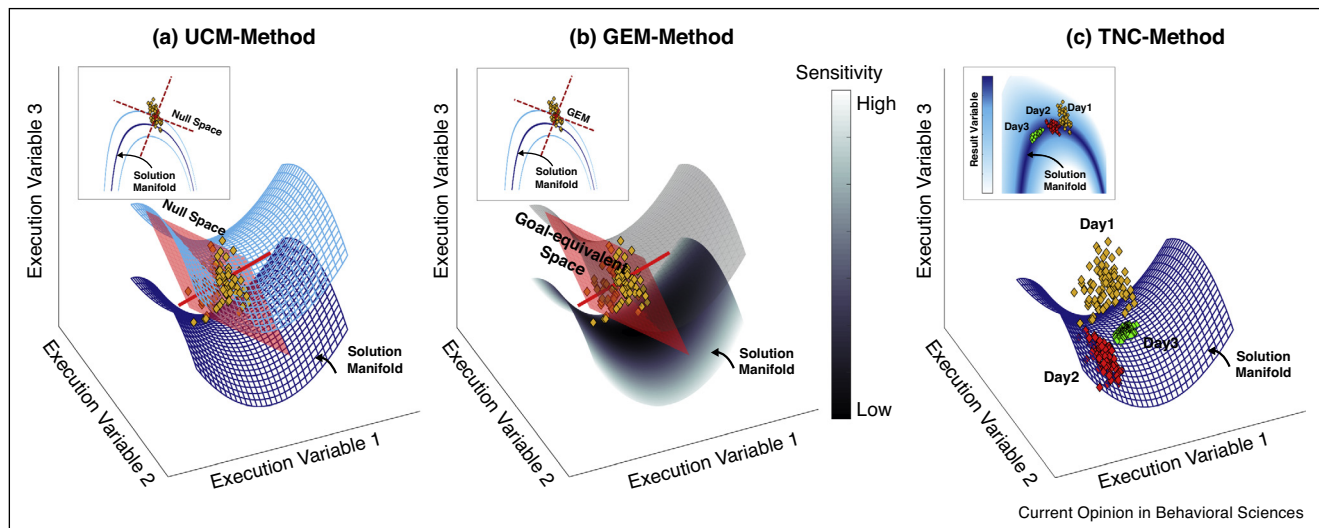 (a) UCM-Method
Execution Variable 3
Null Space
Solution
Manifold
Null Space
Solution
Manifold
Execution Variable 2
Execution Variable 1
(b) GEM-Method
Execution Variable 3
GEM
Solution
Manifold
Goal-equivalent
Space
Solution
Manifold
Execution Variable 2
Execution Variable 1
Sensitivity
High
Low
(c) TNC-Method
Execution Variable 3
Result Variable
Day1
Day2
Day3
Solution
Manifold
Day1
Day3
Day2
Solution
Manifold
Execution Variable 2
Execution Variable 1
Current Opinion in Behavioral Sciences